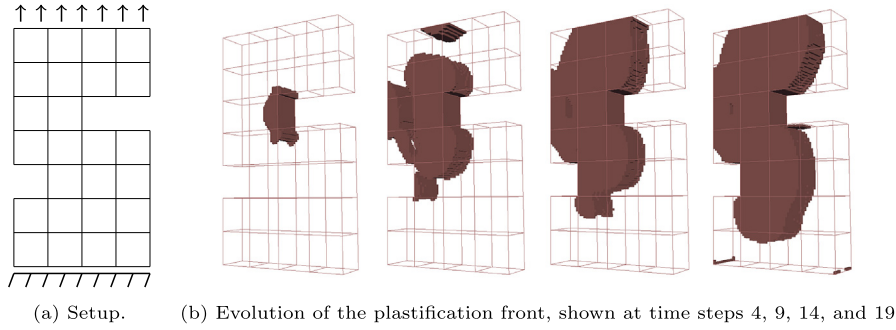 (a) Setup.
(b) Evolution of the plastification front, shown at time steps 4, 9, 14, and 19